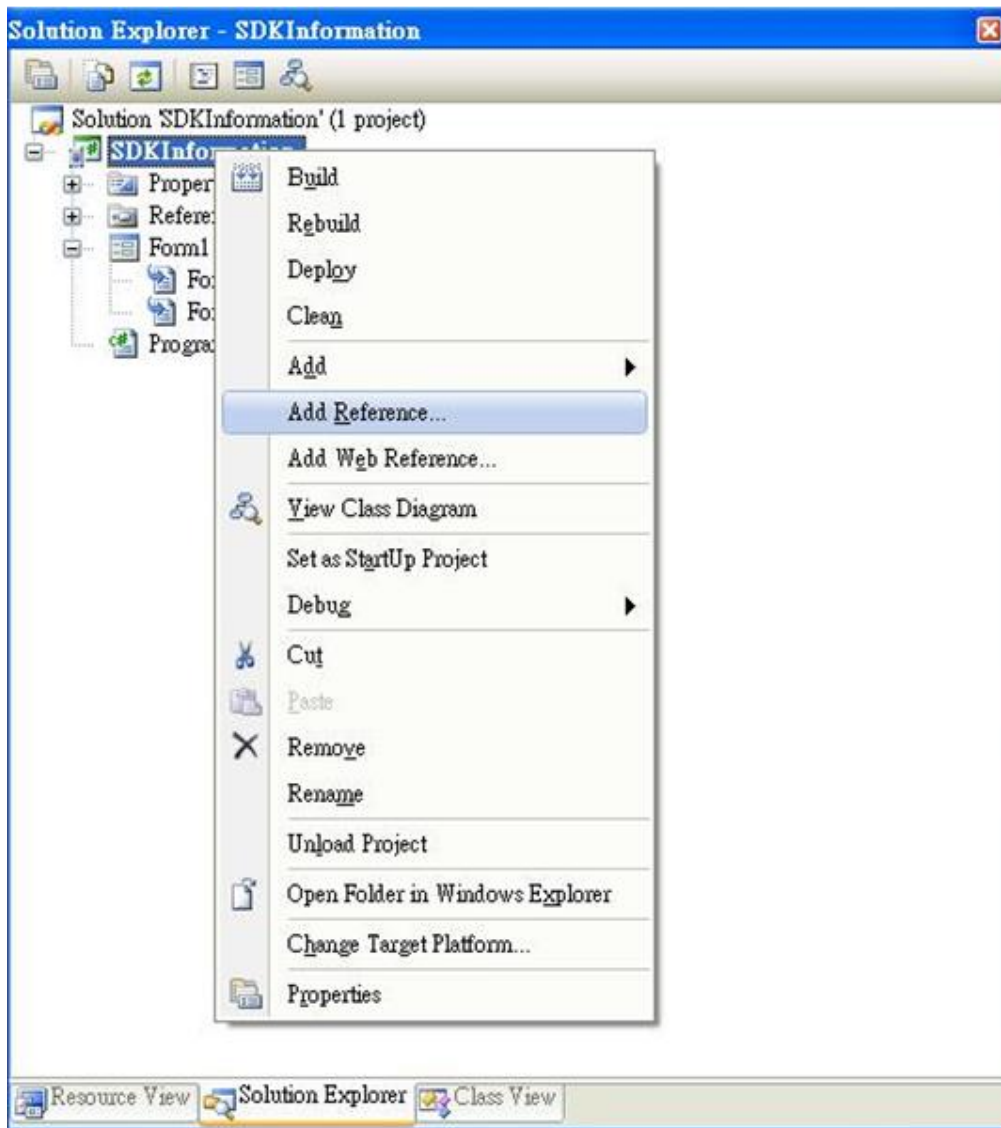 Solution Explorer - SDKInformation
Solution 'SDKInformation' (1 project)
SDKInformation
Proper
Refere
Form1
Fo
Fo
Progra
Build
Rebuild
Deploy
Clean
Add
Add Reference...
Add Web Reference...
View Class Diagram
Set as StartUp Project
Debug
Cut
Paste
Remove
Rename
Unload Project
Open Folder in Windows Explorer
Change Target Platform...
Properties
Resource View Solution Explorer Class View